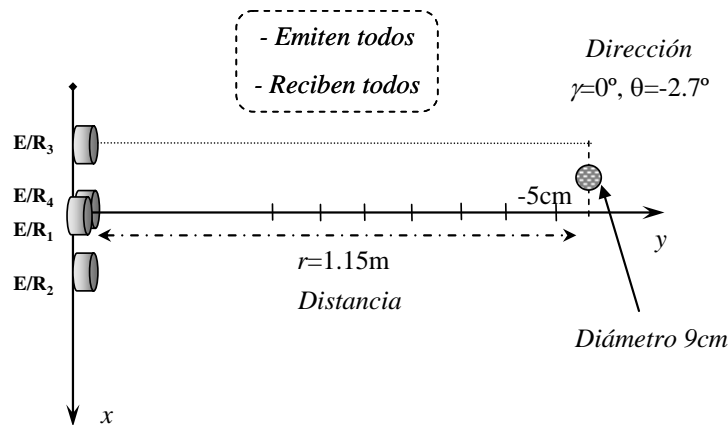 - Emiten todos
- Reciben todos
Dirección
γ=0º, θ=-2.7º
E/R3
E/R4
E/R1
E/R2
-5cm
y
r=1.15m
Distancia
Diámetro 9cm
x